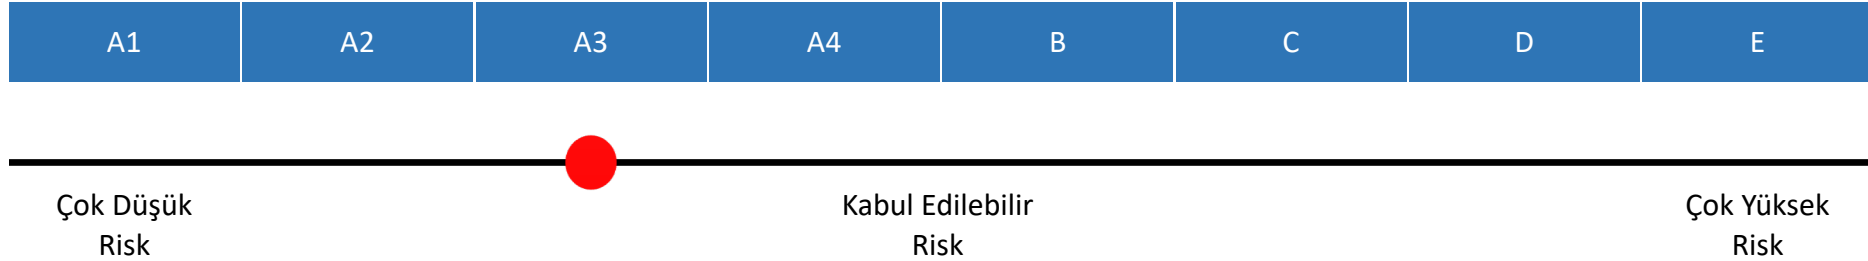 A1 A2 A3 A4 B C D E
Çok Düşük Kabul Edilebilir Çok Yüksek
Risk Risk Risk